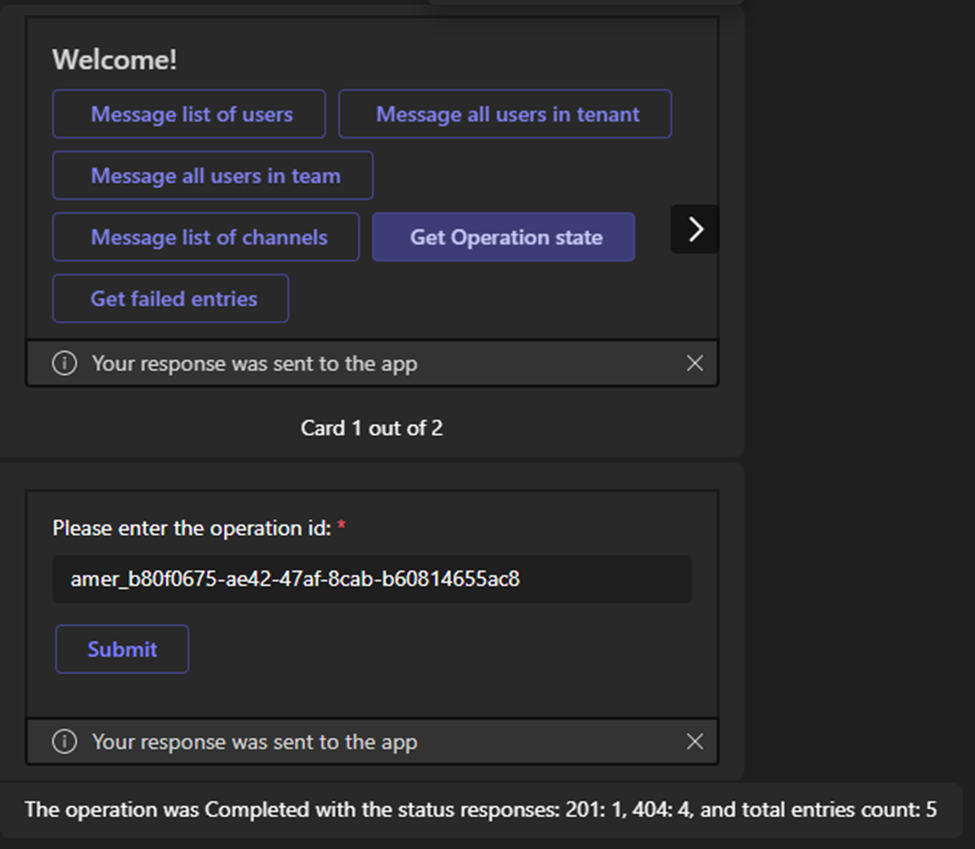 Welcome!
Message list of users
Message all users in tenant
Message all users in team
Message list of channels
Get Operation state
Get failed entries
Your response was sent to the app
Card 1 out of 2
Please enter the operation id: *
amer_b80f0675-ae42-47af-8cab-b60814655ac8
Submit
Your response was sent to the app
The operation was Completed with the status responses: 201: 1, 404: 4, and total entries count: 5